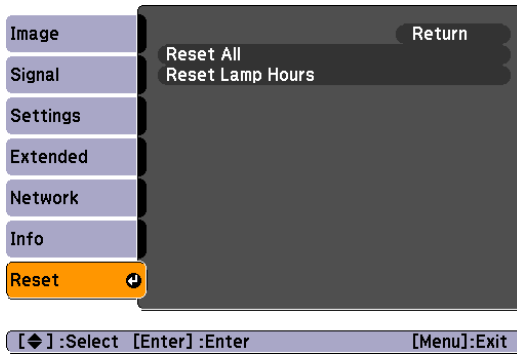 Image
Signal
Settings
Extended
Network
Info
Reset
Return
Reset All
Reset Lamp Hours
[◆] :Select [Enter] :Enter [Menu]:Exit